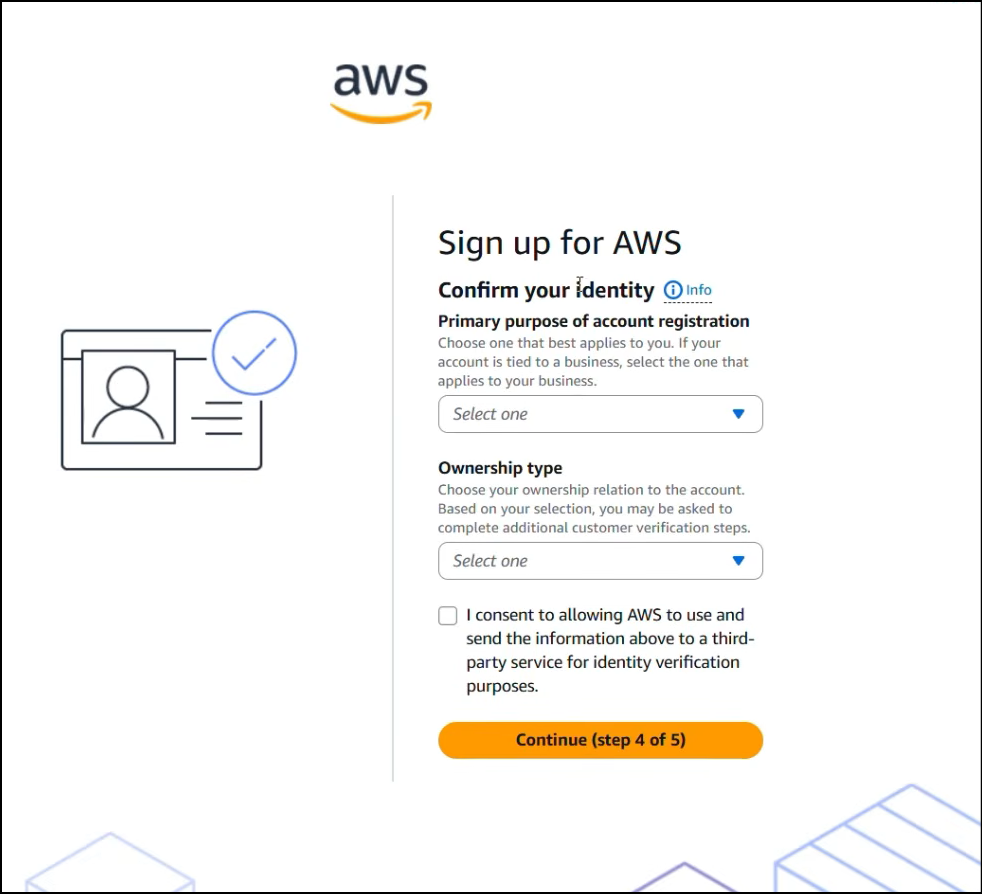 aws
Sign up for AWS
Confirm your identity Info
Primary purpose of account registration
Choose one that best applies to you. If your
account is tied to a business, select the one that
applies to your business.
Select one
Ownership type
Choose your ownership relation to the account.
Based on your selection, you may be asked to
complete additional customer verification steps.
Select one
I consent to allowing AWS to use and
send the information above to a third-
party service for identity verification
purposes.
Continue (step 4 of 5)